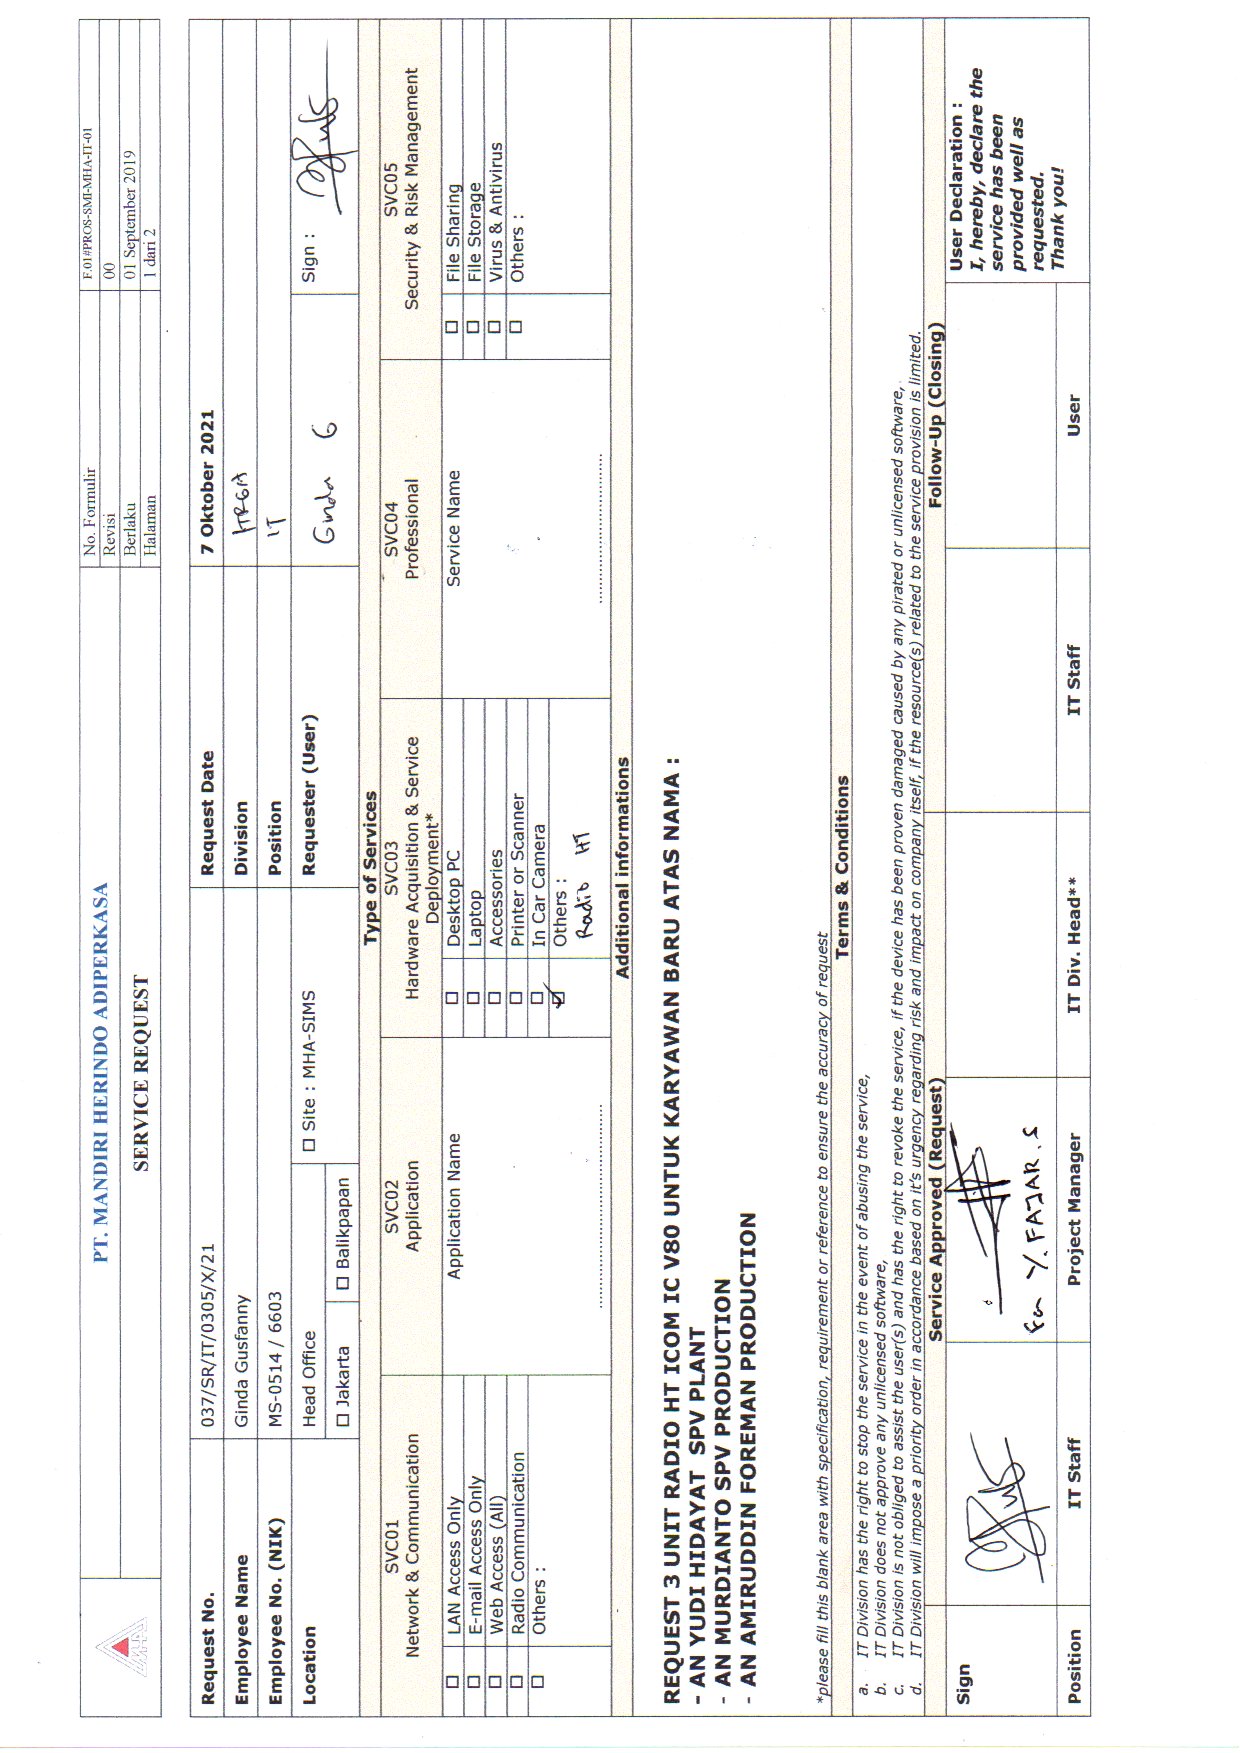 MHA
PT. MANDIRI HERINDO ADIPERKASA
SERVICE REQUEST
No. Formulir F.01#PROS-SMI-MHA-IT-01
Revisi 00
Berlaku 01 September 2019
Halaman 1 dari 2
Request No. 037/SR/IT/0305/X/21 Request Date 7 Oktober 2021
Employee Name Ginda Gusfanny Division HRGA
Employee No. (NIK) MS-0514 / 6603 Position IT
Location Head Office ☐ Site : MHA-SIMS Requester (User) Ginda G Sign :
☐ Jakarta ☐ Balikpapan
Type of Services
SVC01 SVC02 SVC03 SVC04 SVC05
Network & Communication Application Hardware Acquisition & Service Deployment* Professional Security & Risk Management
☐ LAN Access Only Application Name ☐ Desktop PC Service Name ☐ File Sharing
☐ E-mail Access Only ☐ Laptop ☐ File Storage
☐ Web Access (All) ☐ Accessories ☐ Virus & Antivirus
☐ Radio Communication ☐ Printer or Scanner ☐ Others :
☐ Others : ☐ In Car Camera
☑ Others :
Radio HT
Additional informations
REQUEST 3 UNIT RADIO HT ICOM IC V80 UNTUK KARYAWAN BARU ATAS NAMA :
- AN YUDI HIDAYAT SPV PLANT
- AN MURDIANTO SPV PRODUCTION
- AN AMIRUDDIN FOREMAN PRODUCTION
*please fill this blank area with specification, requirement or reference to ensure the accuracy of request
Terms & Conditions
a. IT Division has the right to stop the service in the event of abusing the service,
b. IT Division does not approve any unlicensed software,
c. IT Division is not obliged to assist the user(s) and has the right to revoke the service, if the device has been proven damaged caused by any pirated or unlicensed software,
d. IT Division will impose a priority order in accordance based on it's urgency regarding risk and impact on company itself, if the resource(s) related to the service provision is limited.
Service Approved (Request) Follow-Up (Closing)
Sign
Y. FAJAR. S
User Declaration :
I, hereby, declare the
service has been
provided well as
requested.
Thank you!
Position IT Staff Project Manager IT Div. Head** IT Staff User